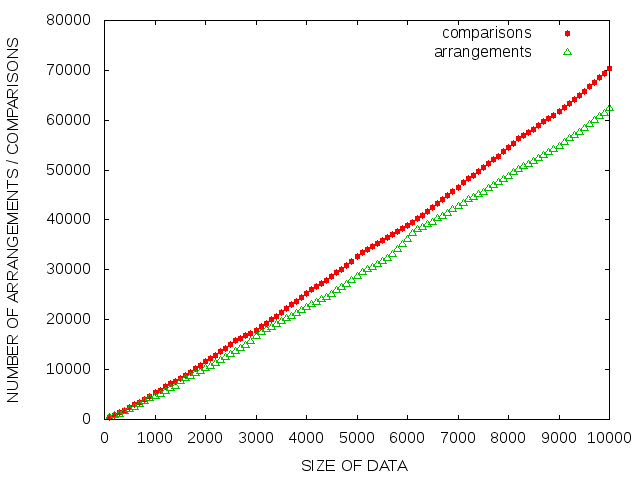 80000
70000
60000
50000
40000
30000
20000
10000
0
NUMBER OF ARRANGEMENTS / COMPARISONS
comparisons
arrangements
0 1000 2000 3000 4000 5000 6000 7000 8000 9000 10000
SIZE OF DATA